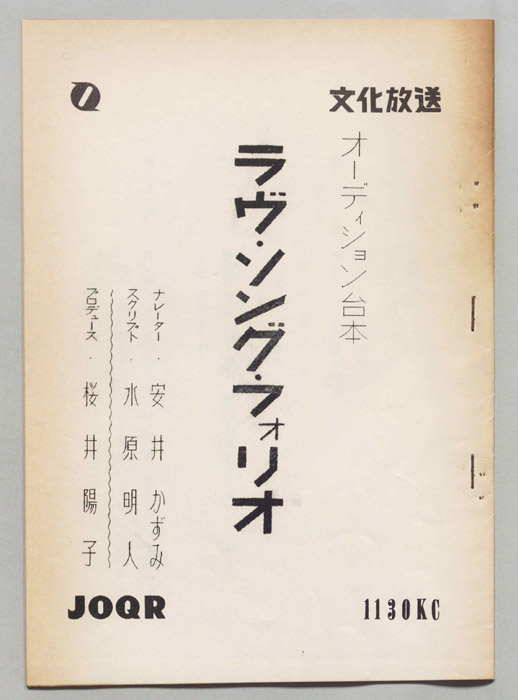 文化放送
オーディション台本
ラヴ・ソング・フォリオ
ナレーター・安井かずみ
スクリプト・水原明人
プロデュース・桜井陽子
JOQR
1130KC